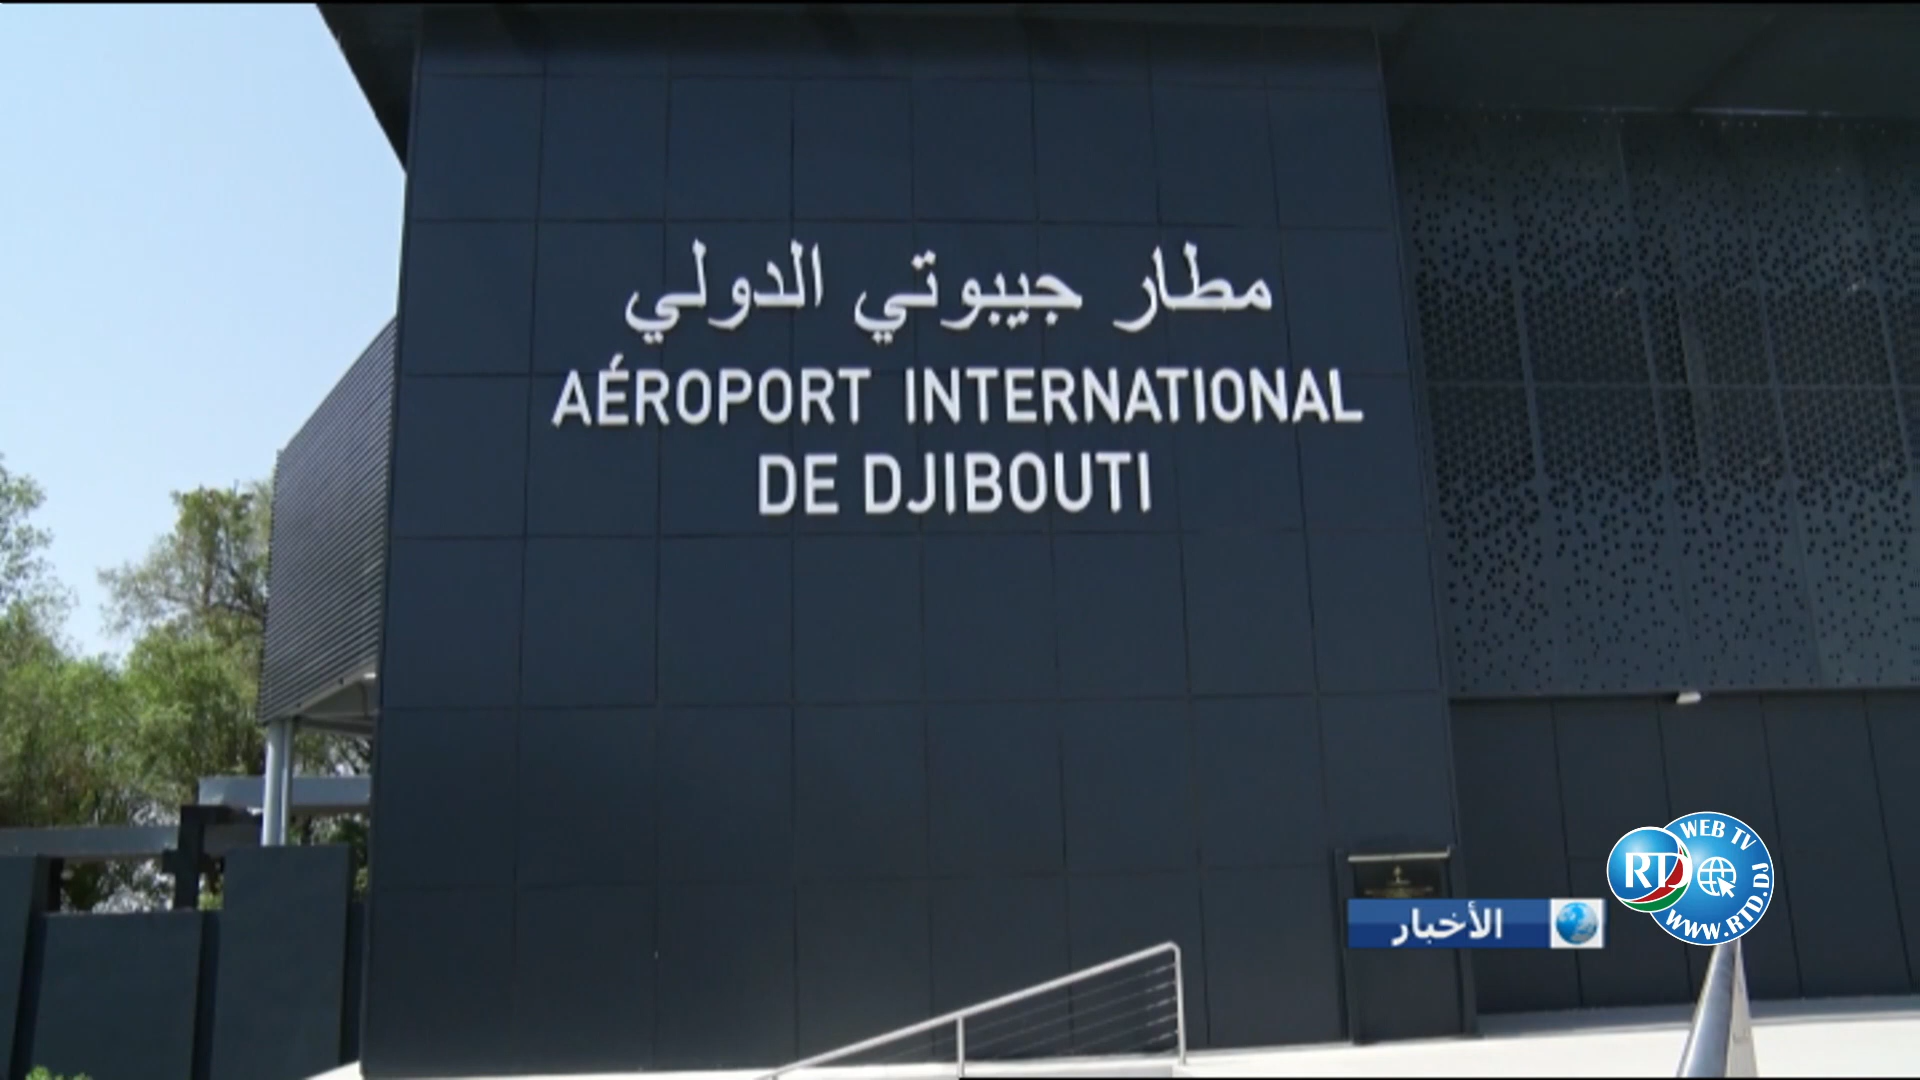 مطار جيبوتي الدولي
AÉROPORT INTERNATIONAL
DE DJIBOUTI
الأخبار
RTD
WEB TV
WWW.RTD.DJ